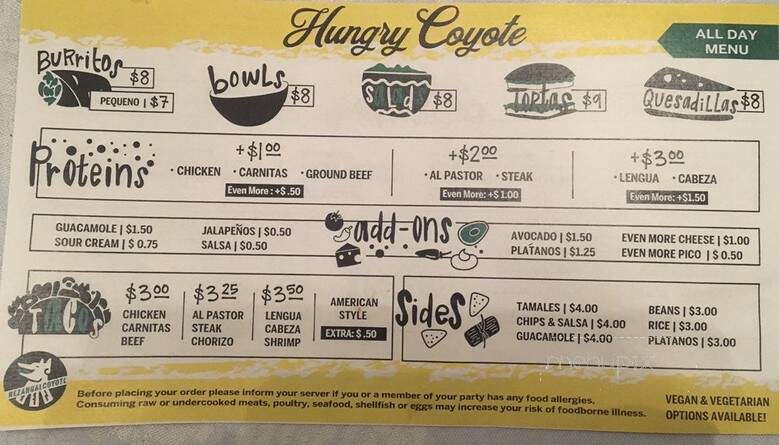 Hungry Coyote
ALL DAY
MENU
BURRitos $8
PEQUENO | $7
bowLs $8
SAlAd $8
TORtas $9
QuesadiLLas $8
PRoteins
+$1.00
• CHICKEN • CARNITAS • GROUND BEEF
Even More : +$ .50
+$2.00
• AL PASTOR • STEAK
Even More: +$ 1.00
+$3.00
• LENGUA • CABEZA
Even More: +$1.50
add-ons
GUACAMOLE | $1.50
SOUR CREAM | $ 0.75
JALAPEÑOS | $0.50
SALSA | $0.50
AVOCADO | $1.50
PLÁTANOS | $1.25
EVEN MORE CHEESE | $1.00
EVEN MORE PICO | $ 0.50
TACOS
$3.00
CHICKEN
CARNITAS
BEEF
$3.25
AL PASTOR
STEAK
CHORIZO
$3.50
LENGUA
CABEZA
SHRIMP
AMERICAN
STYLE
EXTRA: $ .50
SideS
TAMALES | $4.00
CHIPS & SALSA | $4.00
GUACAMOLE | $4.00
BEANS | $3.00
RICE | $3.00
PLATANOS | $3.00
Before placing your order please inform your server if you or a member of your party has any food allergies.
Consuming raw or undercooked meats, poultry, seafood, shellfish or eggs may increase your risk of foodborne illness.
VEGAN & VEGETARIAN
OPTIONS AVAILABLE!